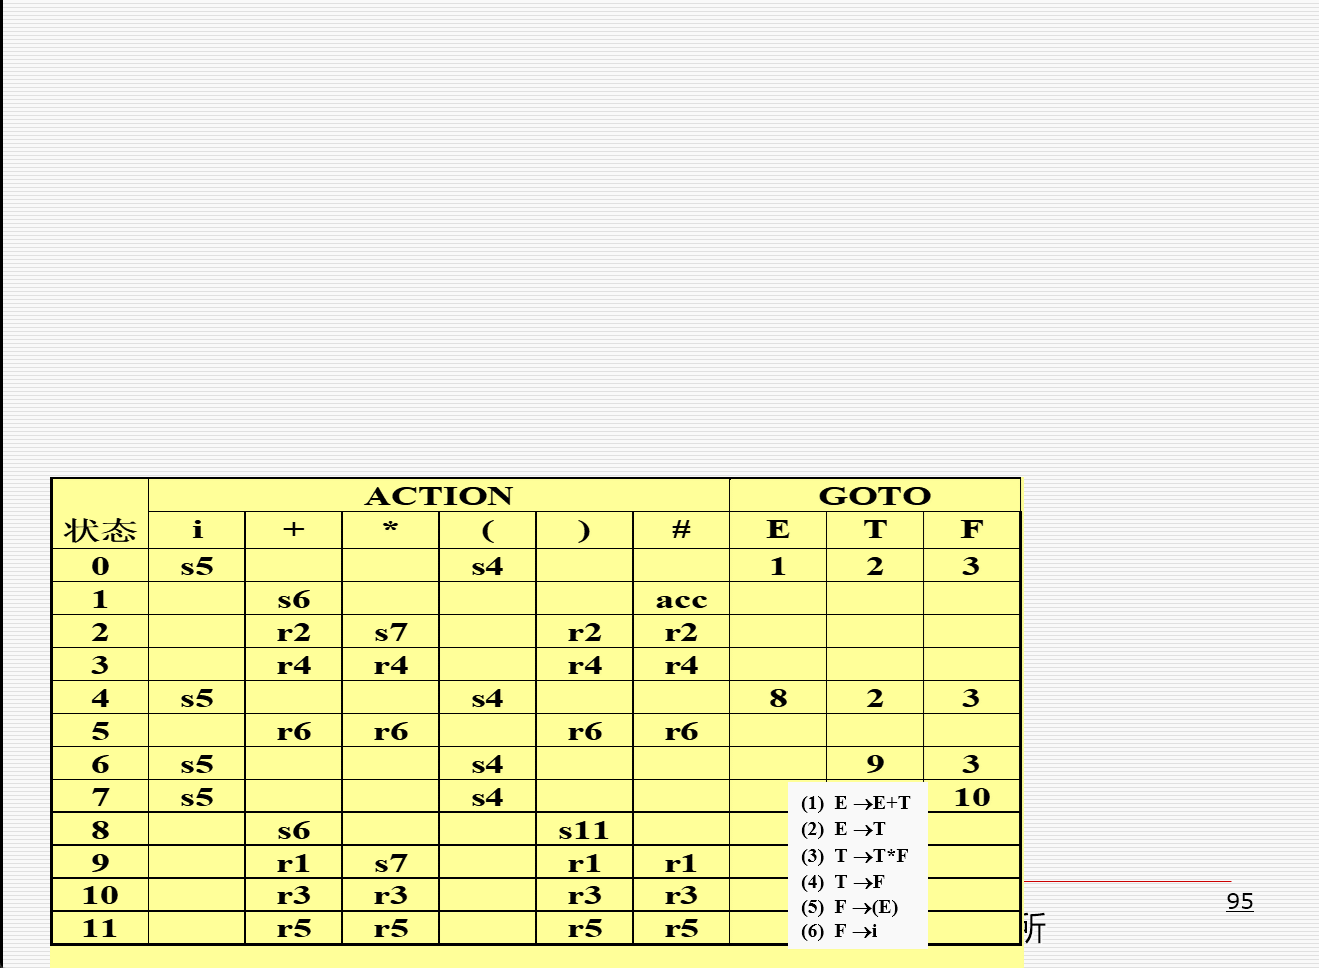 ACTION GOTO
状态 i + * ( ) # E T F
0 s5 s4 1 2 3
1 s6 acc
2 r2 s7 r2 r2
3 r4 r4 r4 r4
4 s5 s4 8 2 3
5 r6 r6 r6 r6
6 s5 s4 9 3
7 s5 s4 10
8 s6 s11
9 r1 s7 r1 r1
10 r3 r3 r3 r3
11 r5 r5 r5 r5
(1) E →E+T
(2) E →T
(3) T →T*F
(4) T →F
(5) F →(E)
(6) F →i
95
所